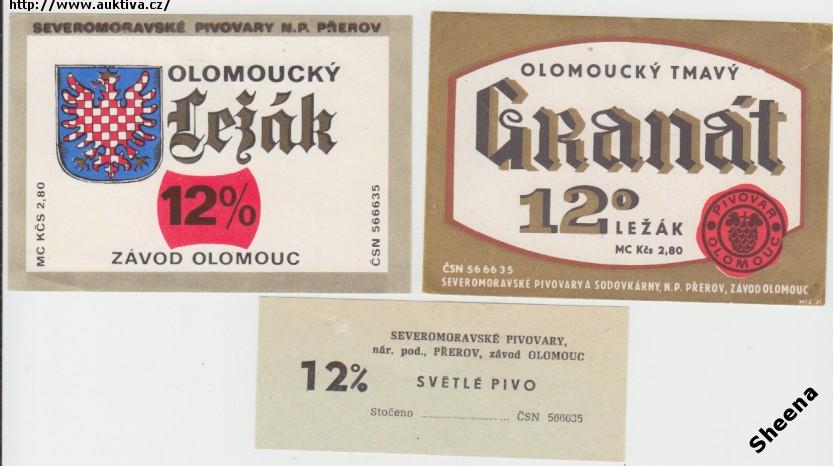 http://www.auktiva.cz/
SEVEROMORAVSKÉ PIVOVARY N.P. PŘEROV
OLOMOUCKÝ
Ležák
12%
MC KČS 2,80
ČSN 566635
ZÁVOD OLOMOUC
OLOMOUCKÝ TMAVÝ
Granát
12° LEŽÁK
MC Kčs 2,80
PIVOVAR OLOMOUC
ČSN 566635
SEVEROMORAVSKÉ PIVOVARY A SODOVKÁRNY, N.P. PŘEROV, ZÁVOD OLOMOUC
SEVEROMORAVSKÉ PIVOVARY,
nár. pod., PŘEROV, závod OLOMOUC
12% SVĚTLÉ PIVO
Stočeno ........................ ČSN 566635
Sheena